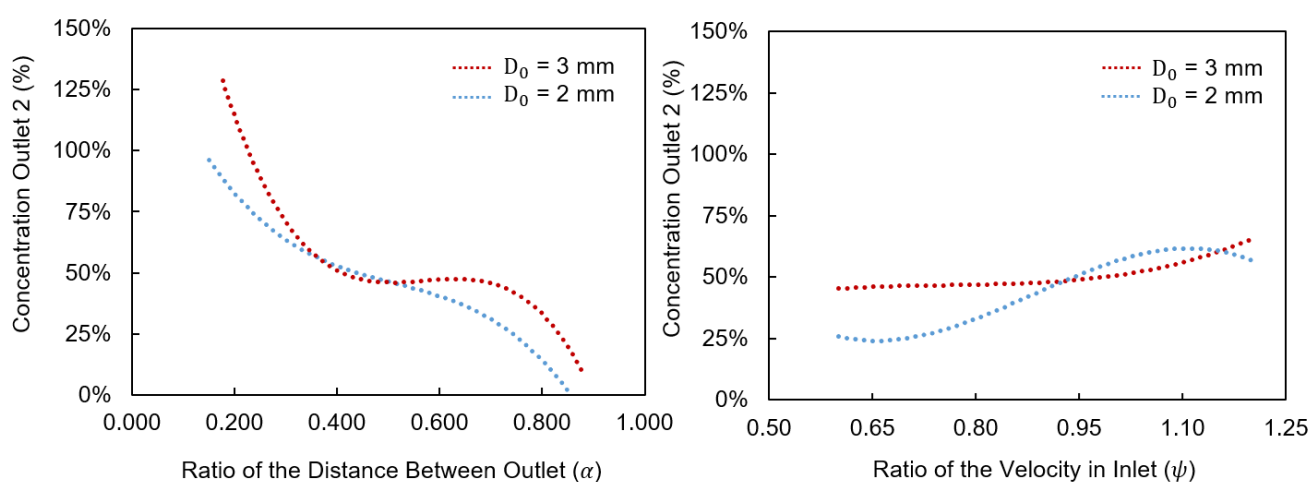 150%
125%
100%
75%
50%
25%
0%
Concentration Outlet 2 (%)
D₀ = 3 mm
D₀ = 2 mm
0.000 0.200 0.400 0.600 0.800 1.000
Ratio of the Distance Between Outlet (α)
150%
125%
100%
75%
50%
25%
0%
Concentration Outlet 2 (%)
D₀ = 3 mm
D₀ = 2 mm
0.50 0.65 0.80 0.95 1.10 1.25
Ratio of the Velocity in Inlet (ψ)